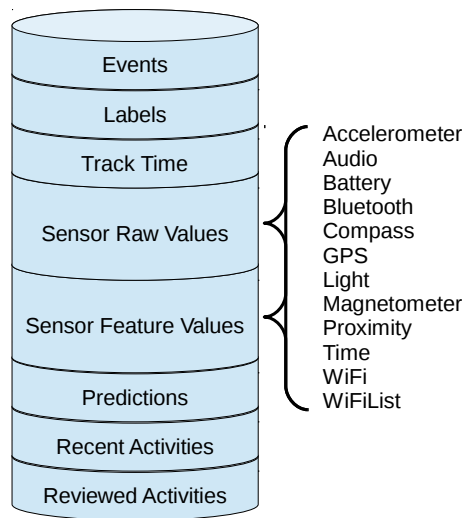 Events
Labels
Track Time
Sensor Raw Values
Sensor Feature Values
Predictions
Recent Activities
Reviewed Activities
Accelerometer
Audio
Battery
Bluetooth
Compass
GPS
Light
Magnetometer
Proximity
Time
WiFi
WiFiList